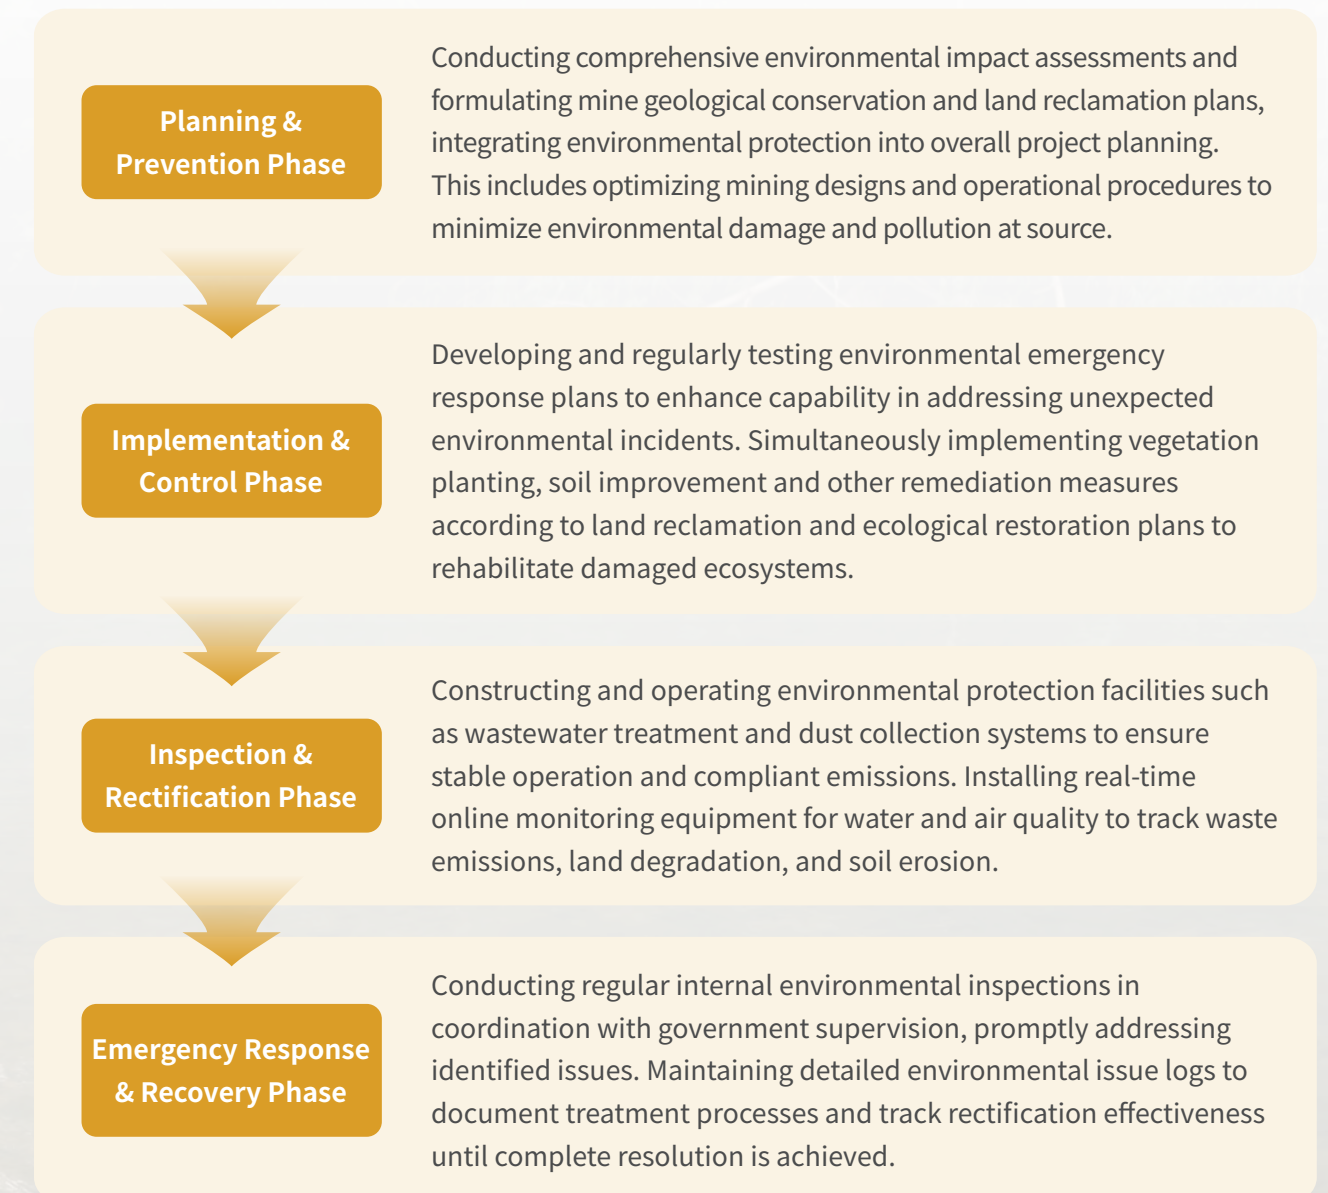 Planning &
Prevention Phase
Conducting comprehensive environmental impact assessments and
formulating mine geological conservation and land reclamation plans,
integrating environmental protection into overall project planning.
This includes optimizing mining designs and operational procedures to
minimize environmental damage and pollution at source.
Implementation &
Control Phase
Developing and regularly testing environmental emergency
response plans to enhance capability in addressing unexpected
environmental incidents. Simultaneously implementing vegetation
planting, soil improvement and other remediation measures
according to land reclamation and ecological restoration plans to
rehabilitate damaged ecosystems.
Inspection &
Rectification Phase
Constructing and operating environmental protection facilities such
as wastewater treatment and dust collection systems to ensure
stable operation and compliant emissions. Installing real-time
online monitoring equipment for water and air quality to track waste
emissions, land degradation, and soil erosion.
Emergency Response
& Recovery Phase
Conducting regular internal environmental inspections in
coordination with government supervision, promptly addressing
identified issues. Maintaining detailed environmental issue logs to
document treatment processes and track rectification effectiveness
until complete resolution is achieved.